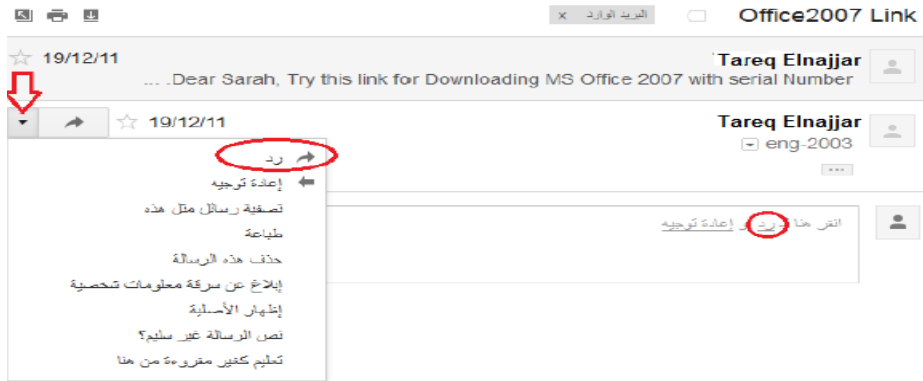 Office2007 Link
البريد الوارد x
Tareq Elnajjar
19/12/11
Dear Sarah, Try this link for Downloading MS Office 2007 with serial Number. ... .
Tareq Elnajjar
19/12/11
eng-2003
رد
إعادة توجيه
تصفية رسائل مثل هذه
طباعة
حذف هذه الرسالة
إبلاغ عن سرقة معلومات شخصية
إظهار الأصلية
نص الرسالة غير سليم؟
تعليم كغير مقروءة من هنا
انقر هنا لـ رد أو إعادة توجيه